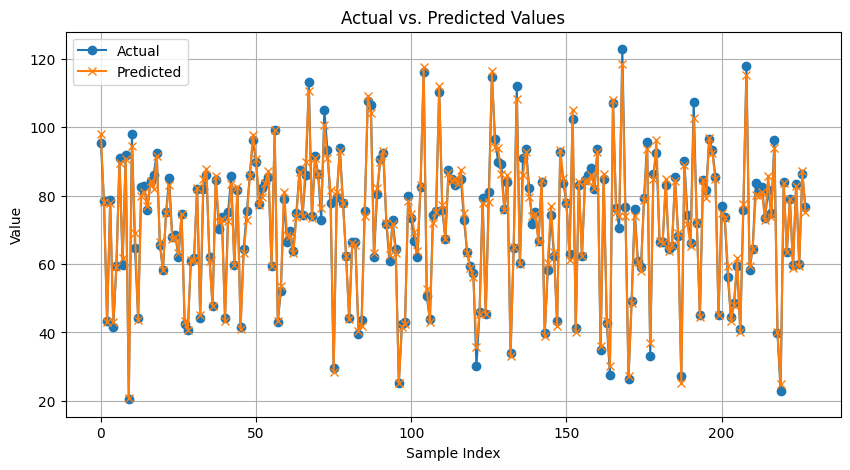 Actual vs. Predicted Values
Actual
Predicted
Value
120
100
80
60
40
20
0
50
100
150
200
Sample Index